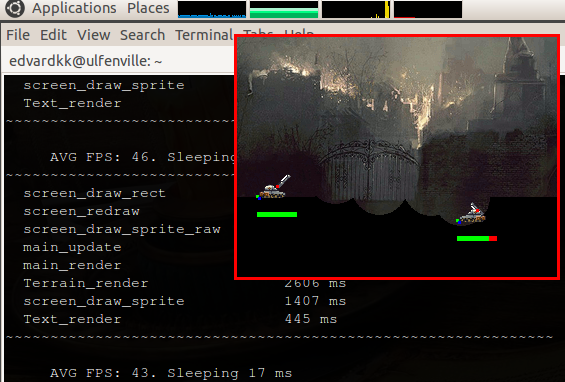 Applications Places
File Edit View Search Terminal Tabs Help
edvardkk@ulfenville: ~
screen_draw_sprite
Text_render
~~~~~~~~~~~~~~~~~~~~~~~~~~
AVG FPS: 46. Sleeping
~~~~~~~~~~~~~~~~~~~~~~~~~~
screen_draw_rect
screen_redraw
screen_draw_sprite_raw
main_update
main_render
Terrain_render 2606 ms
screen_draw_sprite 1407 ms
Text_render 445 ms
~~~~~~~~~~~~~~~~~~~~~~~~~~~~~~~~~~~~~~~~~~~~~~~~~~~~~~~~~~~~~
AVG FPS: 43. Sleeping 17 ms